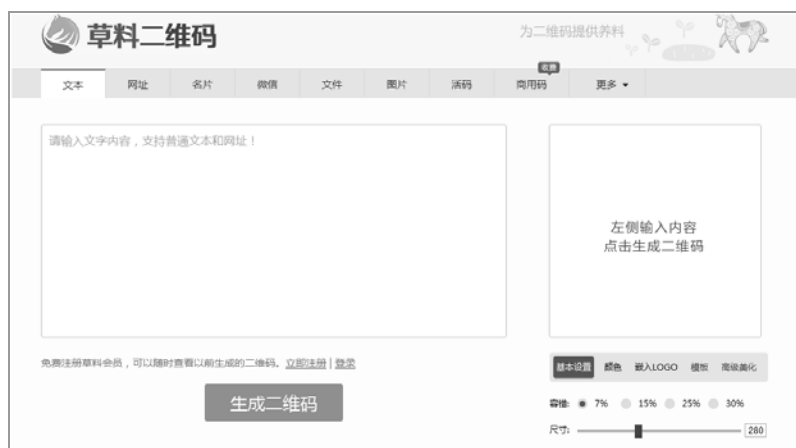 草料二维码
为二维码提供养料
收费
文本 网址 名片 微信 文件 图片 活码 商用码 更多
请输入文字内容，支持普通文本和网址！
左侧输入内容
点击生成二维码
免费注册草料会员，可以随时查看以前生成的二维码。立即注册 | 登录
基本设置 颜色 嵌入LOGO 模板 高级美化
生成二维码
容错: 7% 15% 25% 30%
尺寸: 280